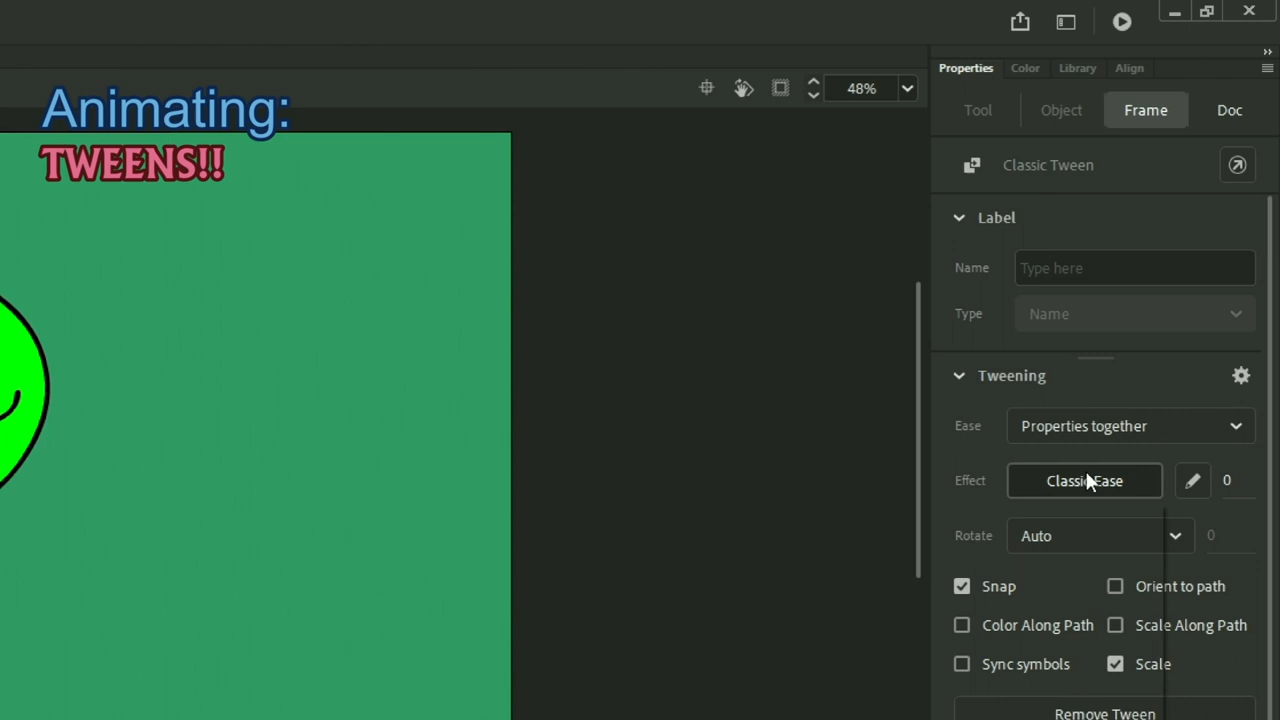 48%
Properties Color Library Align
Animating:
TWEENS!!
Tool Object Frame Doc
Classic Tween
Label
Name Type here
Type Name
Tweening
Ease Properties together
Effect Classic Ease 0
Rotate Auto 0
Snap Orient to path
Color Along Path Scale Along Path
Sync symbols Scale
Remove Tween